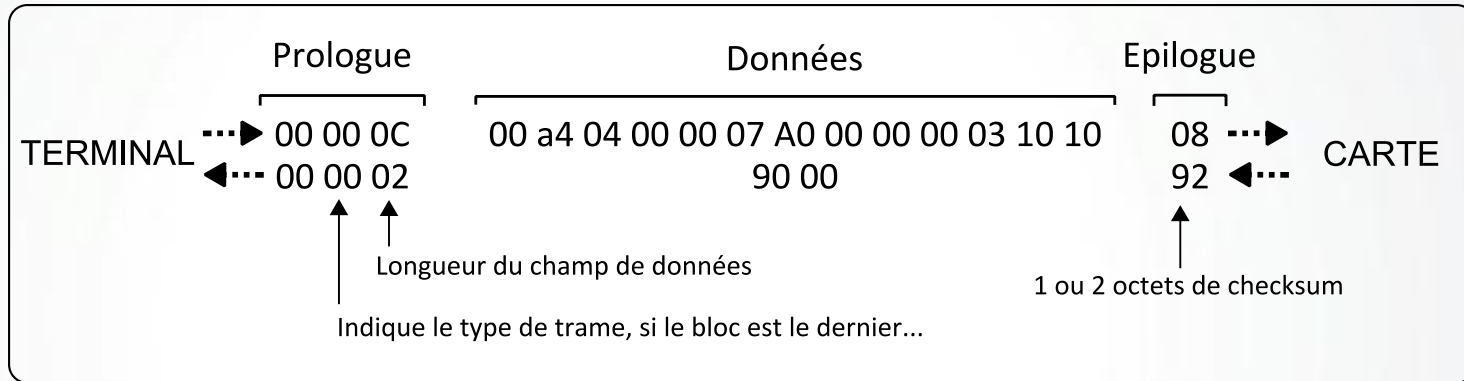 Prologue Données Epilogue
TERMINAL 00 00 0C 00 a4 04 00 00 07 A0 00 00 00 03 10 10 08 CARTE
00 00 02 90 00 92
Longueur du champ de données
1 ou 2 octets de checksum
Indique le type de trame, si le bloc est le dernier...